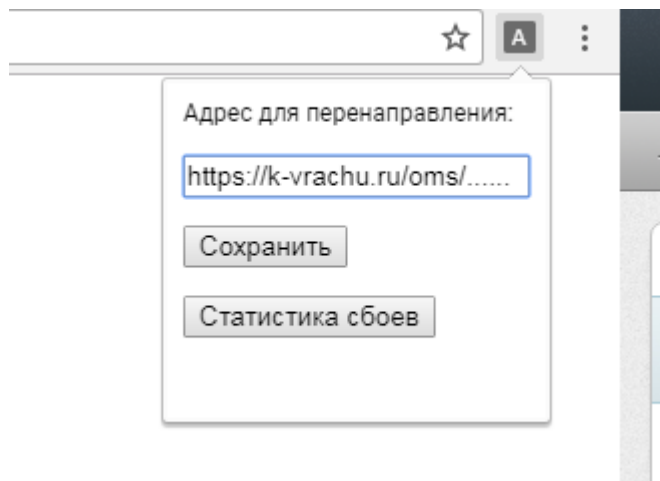 A
Адрес для перенаправления:
https://k-vrachu.ru/oms/......
Сохранить
Статистика сбоев